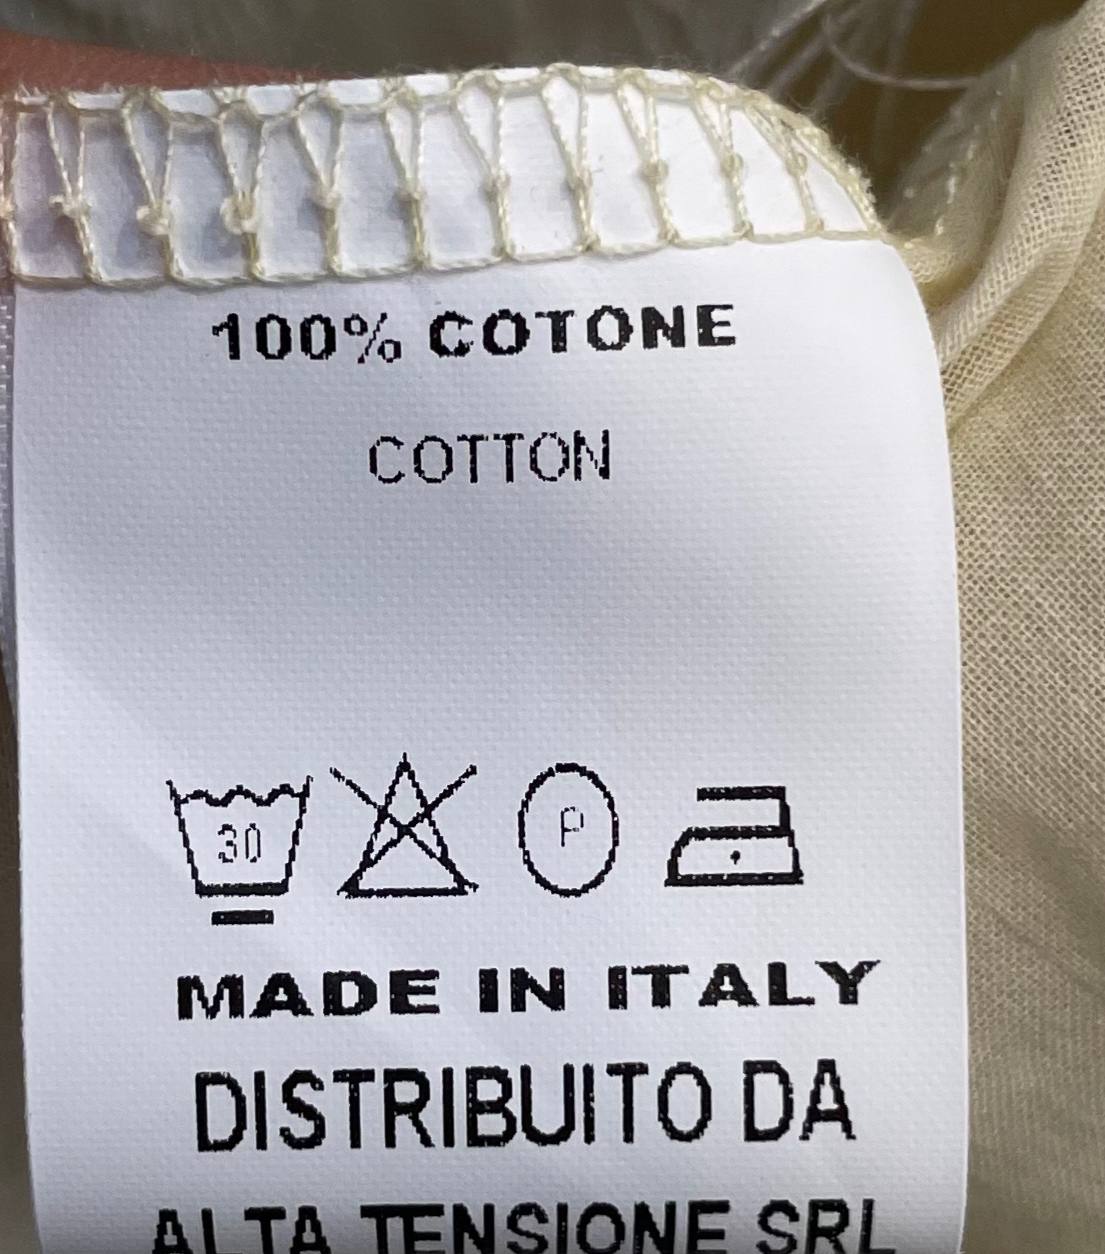 100% COTONE
COTTON
30 P
MADE IN ITALY
DISTRIBUITO DA
ALTA TENSIONE SRL